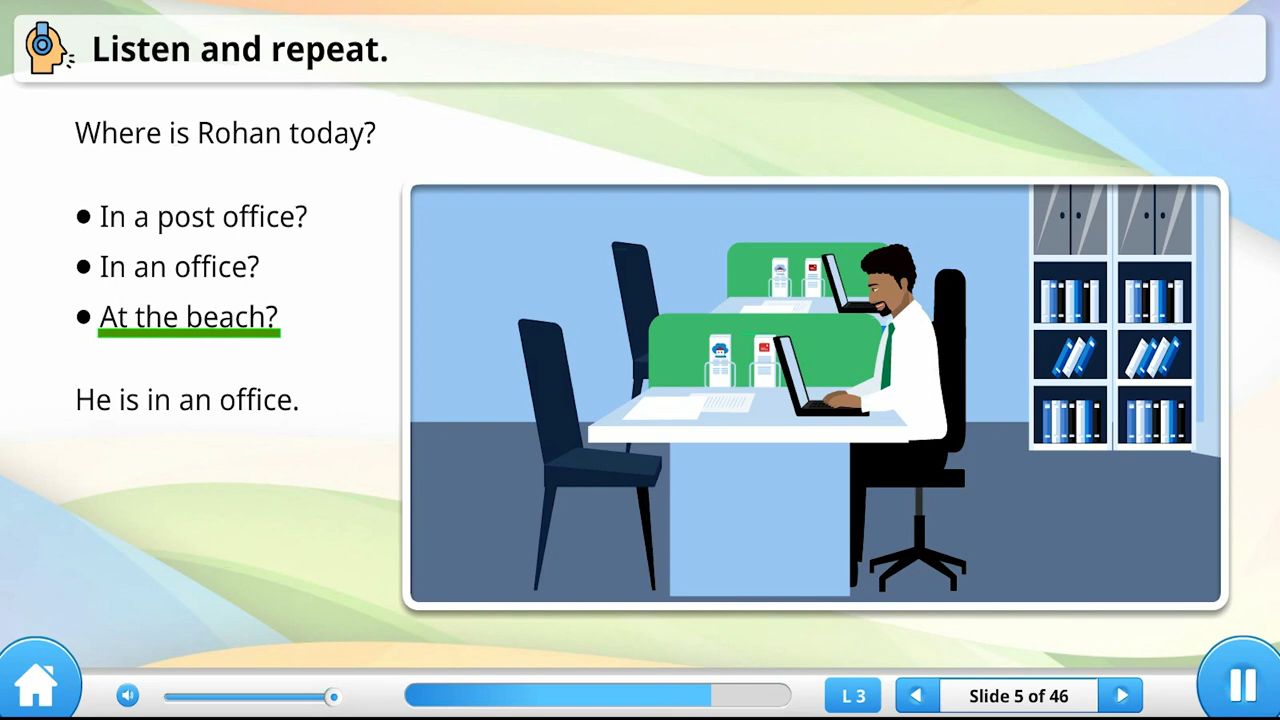 Listen and repeat.
Where is Rohan today?
● In a post office?
● In an office?
● At the beach?
He is in an office.
L 3
Slide 5 of 46